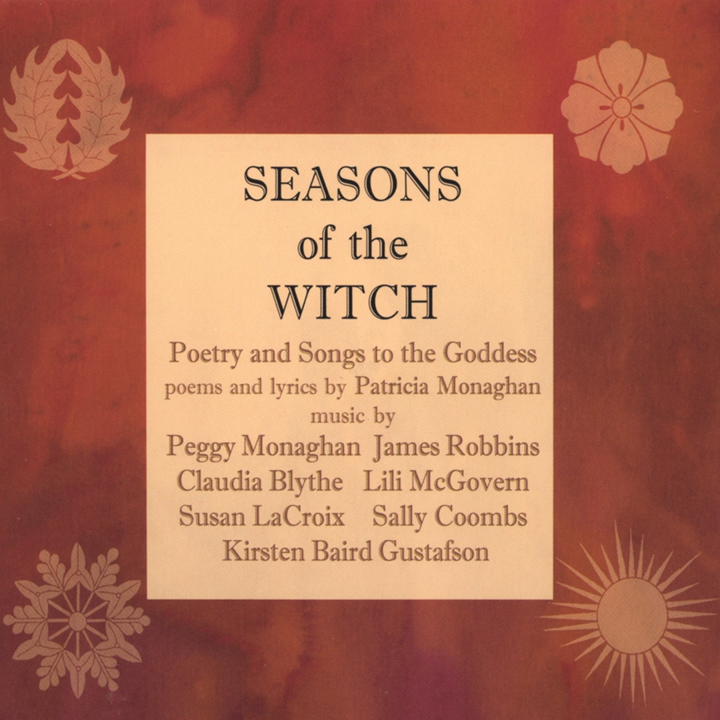 SEASONS
of the
WITCH
Poetry and Songs to the Goddess
poems and lyrics by Patricia Monaghan
music by
Peggy Monaghan James Robbins
Claudia Blythe Lili McGovern
Susan LaCroix Sally Coombs
Kirsten Baird Gustafson